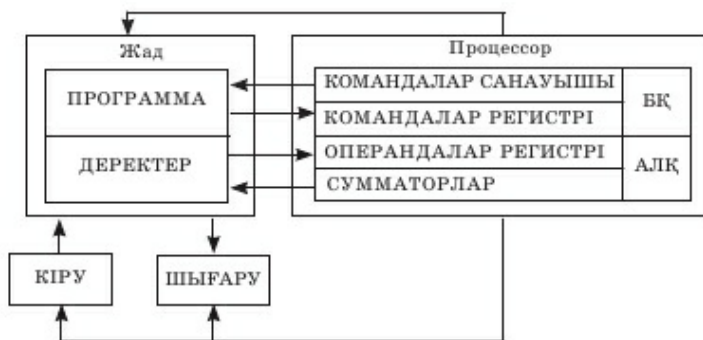 Жад
Процессор
ПРОГРАММА
ДЕРЕКТЕР
КОМАНДАЛАР САНАУЫШЫ
КОМАНДАЛАР РЕГИСТРІ
ОПЕРАНДАЛАР РЕГИСТРІ
СУММАТОРЛАР
БҚ
АЛҚ
КІРУ
ШЫҒАРУ